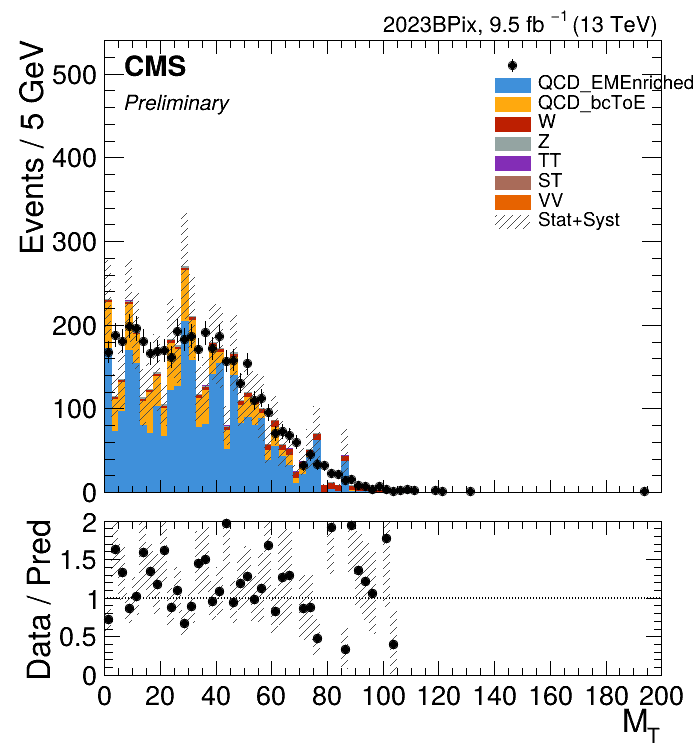 2023BPix, 9.5 fb⁻¹ (13 TeV)
CMS
Preliminary
QCD_EMEnriched
QCD_bcToE
W
Z
TT
ST
VV
Stat+Syst
Events / 5 GeV
500
400
300
200
100
0
Data / Pred
2
1.5
1
0.5
0
0 20 40 60 80 100 120 140 160 180 200
M_T